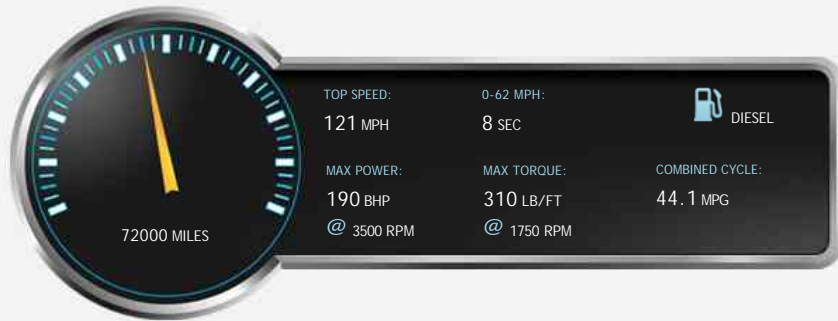 TOP SPEED:
121 MPH
0-62 MPH:
8 SEC
DIESEL
MAX POWER:
190 BHP
@ 3500 RPM
MAX TORQUE:
310 LB/FT
@ 1750 RPM
COMBINED CYCLE:
44.1 MPG
72000 MILES